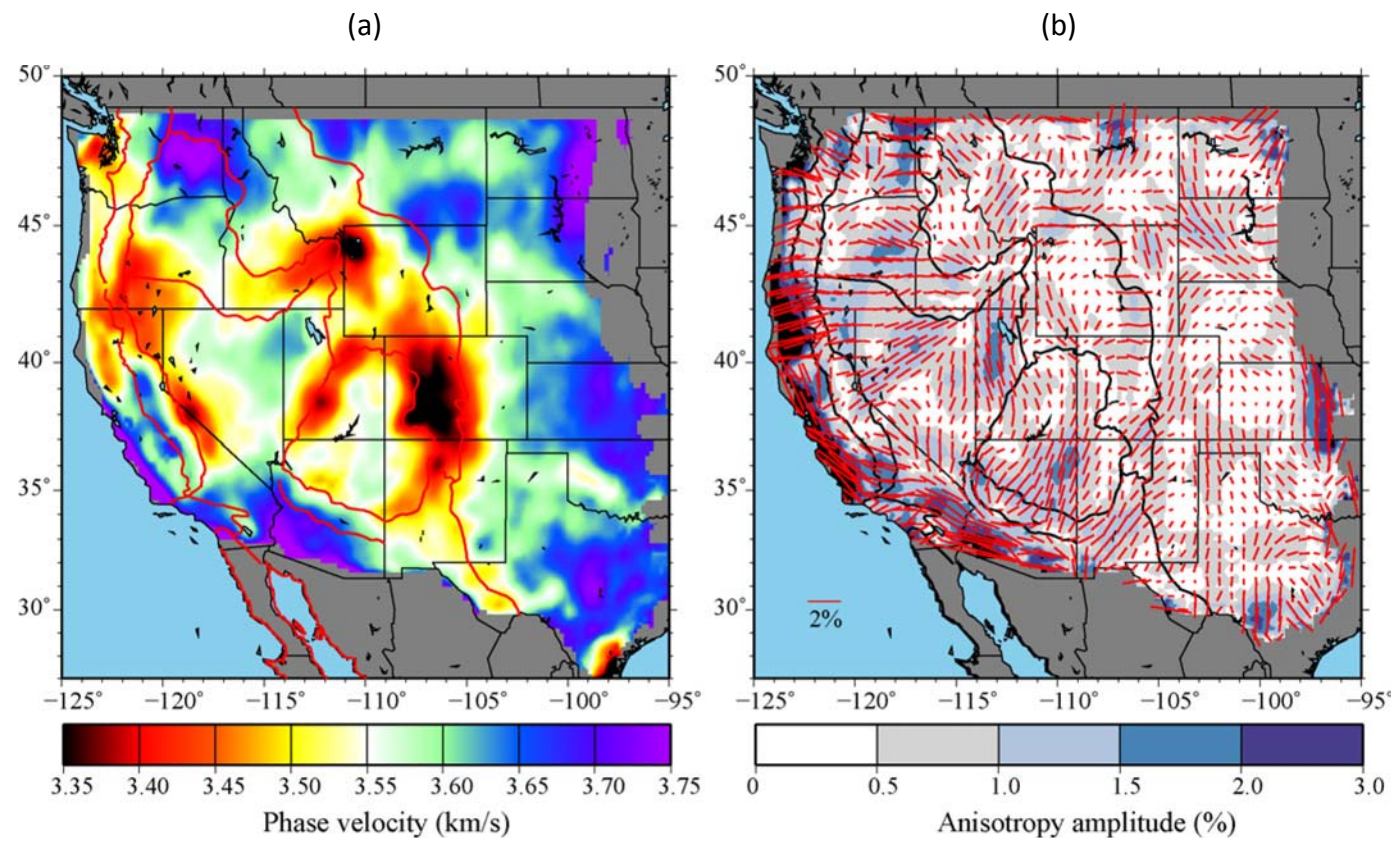 (a) (b)
50° 50°
45° 45°
40° 40°
35° 35°
30° 30°
2%
−125° −120° −115° −110° −105° −100° −95° −125° −120° −115° −110° −105° −100° −95°
3.35 3.40 3.45 3.50 3.55 3.60 3.65 3.70 3.75 0 0.5 1.0 1.5 2.0 3.0
Phase velocity (km/s) Anisotropy amplitude (%)